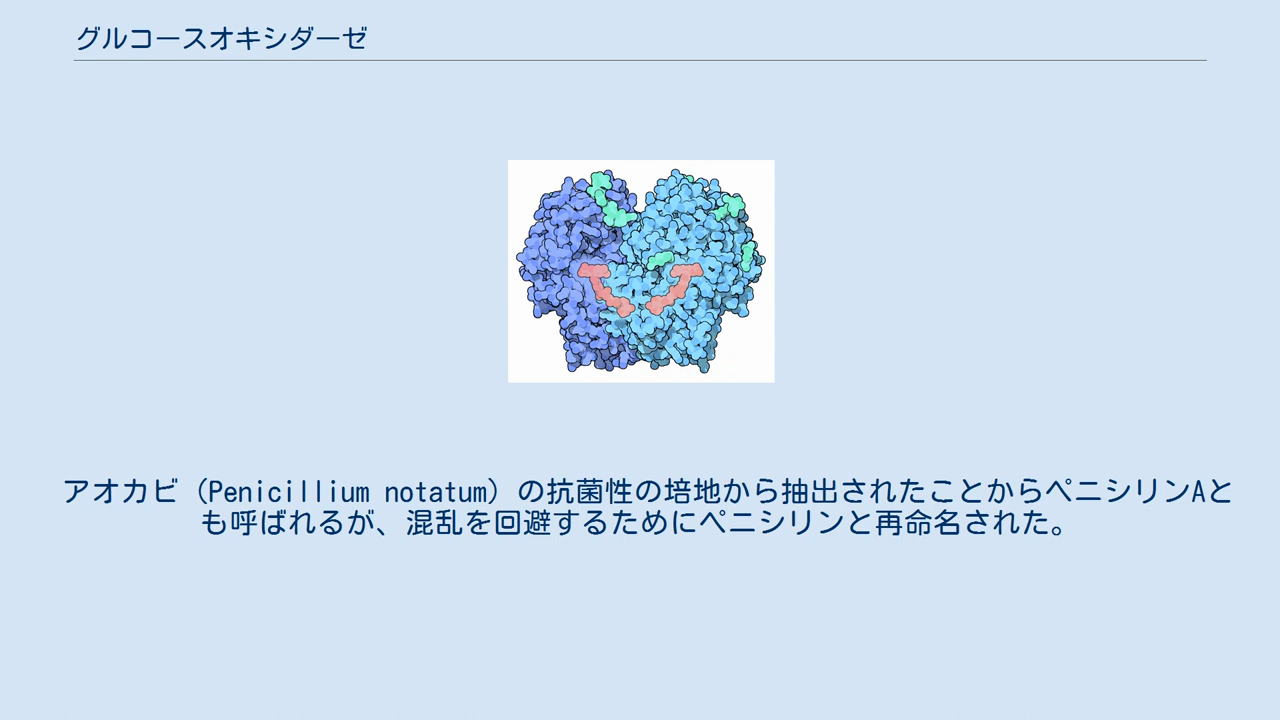 グルコースオキシダーゼ
アオカビ（Penicillium notatum）の抗菌性の培地から抽出されたことからペニシリンAと
も呼ばれるが、混乱を回避するためにペニシリンと再命名された。